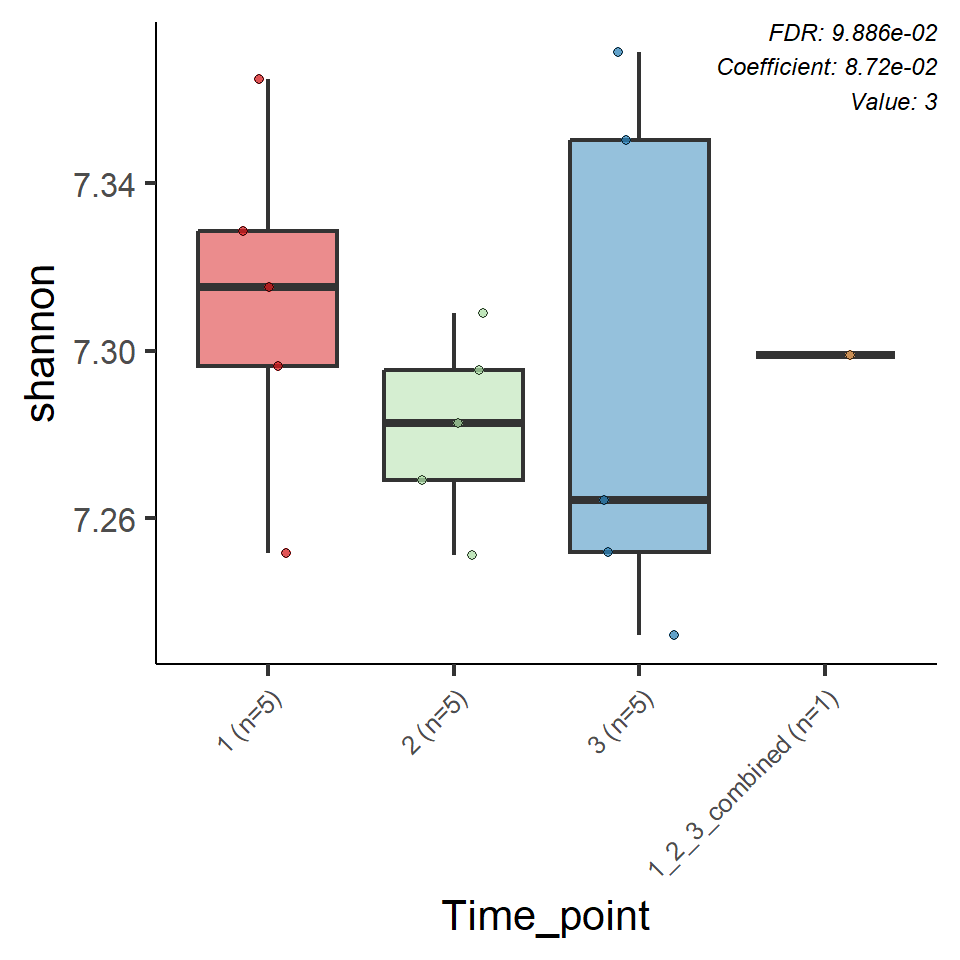 FDR: 9.886e-02
Coefficient: 8.72e-02
Value: 3
shannon
7.34
7.30
7.26
1 (n=5)
2 (n=5)
3 (n=5)
1_2_3_combined (n=1)
Time_point